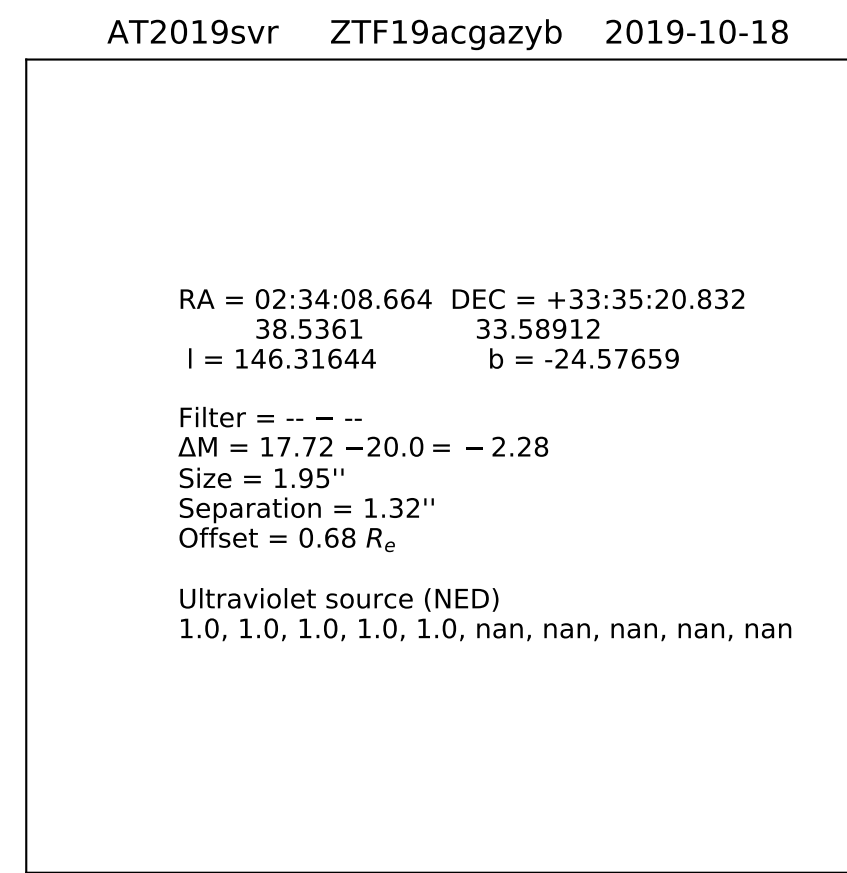 AT2019svr ZTF19acgazyb 2019-10-18
RA = 02:34:08.664 DEC = +33:35:20.832
38.5361 33.58912
l = 146.31644 b = -24.57659
Filter = -- − --
ΔM = 17.72 −20.0 = − 2.28
Size = 1.95''
Separation = 1.32''
Offset = 0.68 Re
Ultraviolet source (NED)
1.0, 1.0, 1.0, 1.0, 1.0, nan, nan, nan, nan, nan